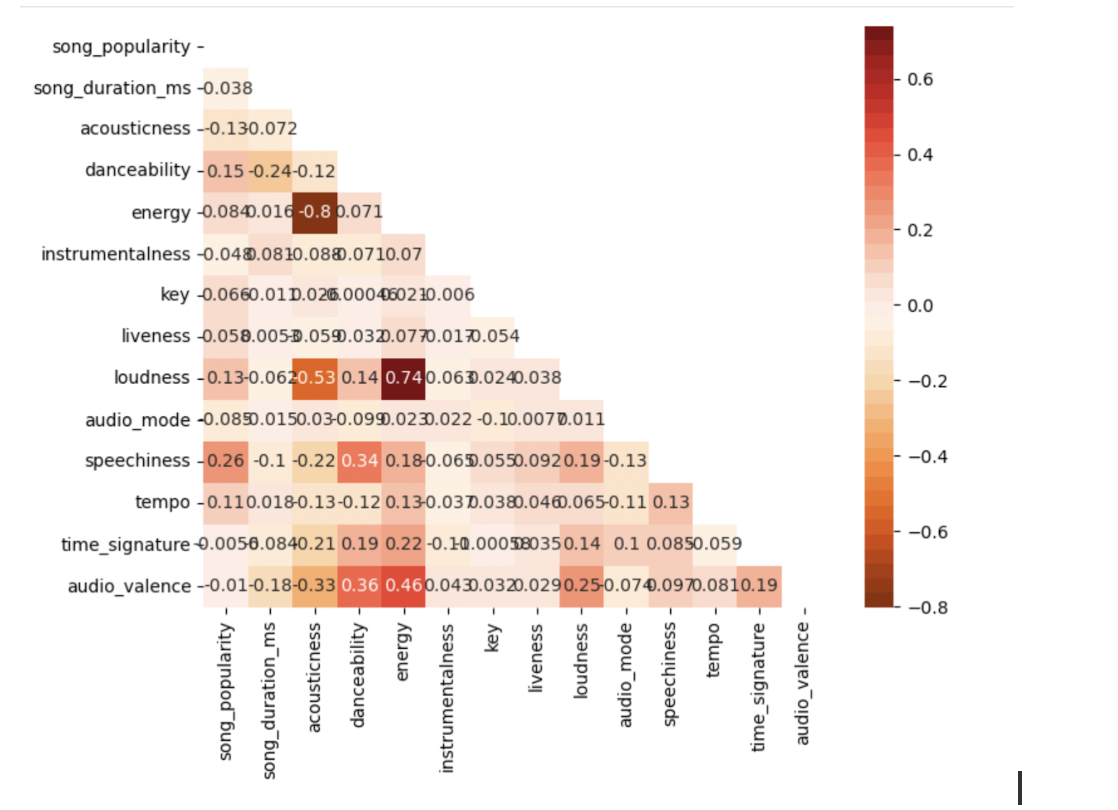 song_popularity
song_duration_ms -0.038
acousticness -0.13 -0.072
danceability 0.15 -0.24 -0.12
energy 0.084 0.016 -0.8 0.071
instrumentalness -0.048 0.081 -0.088 -0.071 0.07
key 0.066 0.011 0.026 0.021 -0.006
liveness 0.058 0.0053 -0.059 0.032 0.077 0.017 0.054
loudness 0.13 -0.062 -0.53 0.14 0.74 0.063 0.024 0.038
audio_mode -0.085 0.015 0.03 -0.099 0.023 0.022 -0.1 0.0077 0.011
speechiness 0.26 -0.1 -0.22 0.34 0.18 -0.065 0.055 0.092 0.19 -0.13
tempo 0.11 0.018 -0.13 -0.12 0.13 -0.037 0.038 0.046 0.065 -0.11 0.13
time_signature 0.0056 -0.084 -0.21 0.19 0.22 0.035 0.14 0.1 0.085 -0.059
audio_valence -0.01 -0.18 -0.33 0.36 0.46 0.043 0.032 0.029 0.25 -0.074 0.097 0.081 0.19
song_popularity
song_duration_ms
acousticness
danceability
energy
instrumentalness
key
liveness
loudness
audio_mode
speechiness
tempo
time_signature
audio_valence
0.6
0.4
0.2
0.0
−0.2
−0.4
−0.6
−0.8